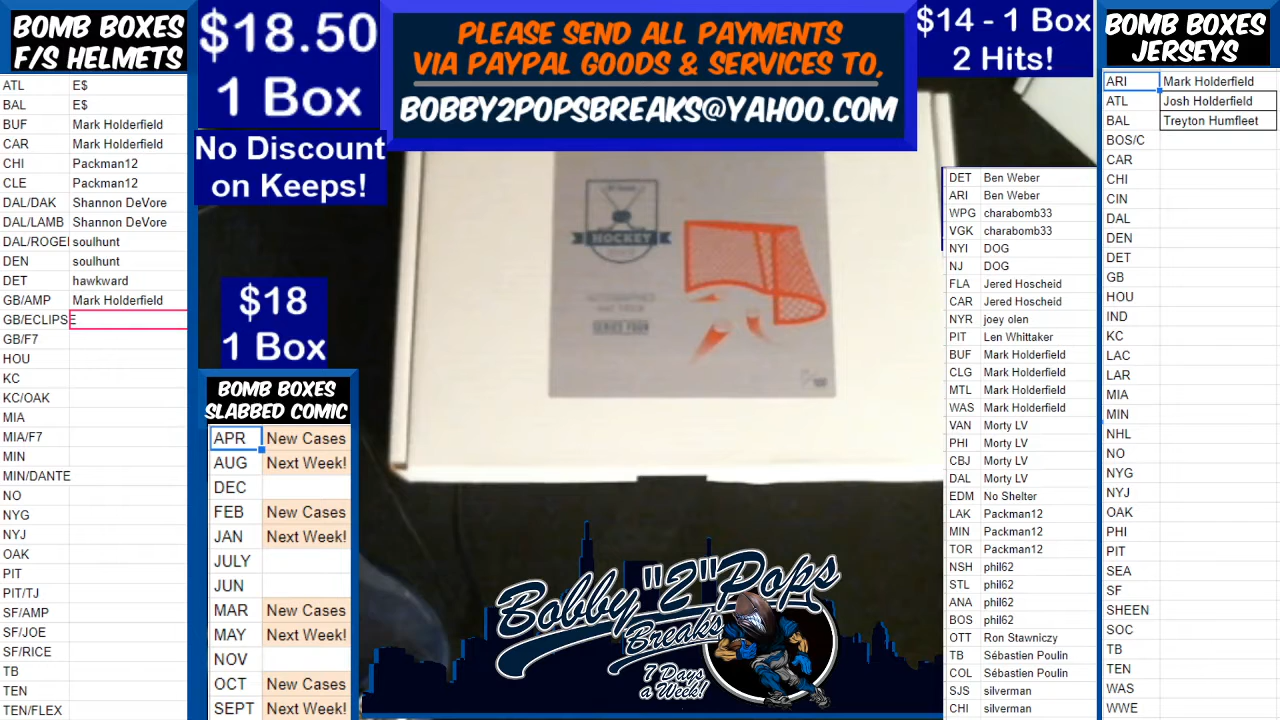 BOMB BOXES
F/S HELMETS
ATL E$
BAL E$
BUF Mark Holderfield
CAR Mark Holderfield
CHI Packman12
CLE Packman12
DAL/DAK Shannon DeVore
DAL/LAMB Shannon DeVore
DAL/ROGE soulhunt
DEN soulhunt
DET hawkward
GB/AMP Mark Holderfield
GB/ECLIPSE
GB/F7
HOU
KC
KC/OAK
MIA
MIA/F7
MIN
MIN/DANTE
NO
NYG
NYJ
OAK
PIT
PIT/TJ
SF/AMP
SF/JOE
SF/RICE
TB
TEN
TEN/FLEX
$18.50
1 Box
No Discount
on Keeps!
$18
1 Box
BOMB BOXES
SLABBED COMIC
APR New Cases
AUG Next Week!
DEC
FEB New Cases
JAN Next Week!
JULY
JUN
MAR New Cases
MAY Next Week!
NOV
OCT New Cases
SEPT Next Week!
PLEASE SEND ALL PAYMENTS
VIA PAYPAL GOODS & SERVICES TO,
BOBBY2POPSBREAKS@YAHOO.COM
HOCKEY
SERIES FOUR
Bobby "2" Pops
Breaks
7 Days
a Week!
$14 - 1 Box
2 Hits!
DET Ben Weber
ARI Ben Weber
WPG charabomb33
VGK charabomb33
NYI DOG
NJ DOG
FLA Jered Hoscheid
CAR Jered Hoscheid
NYR joey olen
PIT Len Whittaker
BUF Mark Holderfield
CLG Mark Holderfield
MTL Mark Holderfield
WAS Mark Holderfield
VAN Morty LV
PHI Morty LV
CBJ Morty LV
DAL Morty LV
EDM No Shelter
LAK Packman12
MIN Packman12
TOR Packman12
NSH phil62
STL phil62
ANA phil62
BOS phil62
OTT Ron Stawniczy
TB Sébastien Poulin
COL Sébastien Poulin
SJS silverman
CHI silverman
BOMB BOXES
JERSEYS
ARI Mark Holderfield
ATL Josh Holderfield
BAL Treyton Humfleet
BOS/C
CAR
CHI
CIN
DAL
DEN
DET
GB
HOU
IND
KC
LAC
LAR
MIA
MIN
NHL
NO
NYG
NYJ
OAK
PHI
PIT
SEA
SF
SHEEN
SOC
TB
TEN
WAS
WWE